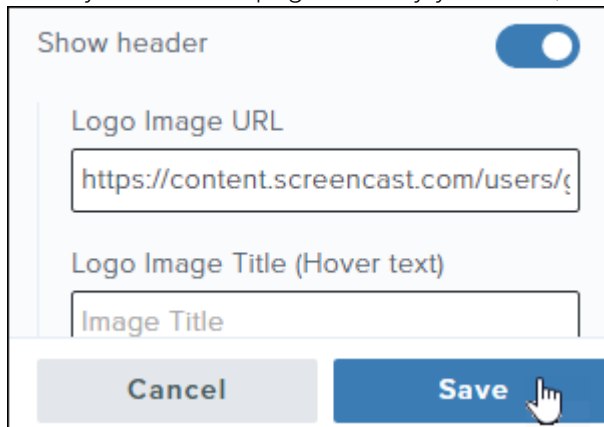 Show header
Logo Image URL
https://content.screencast.com/users/g
Logo Image Title (Hover text)
Image Title
Cancel
Save